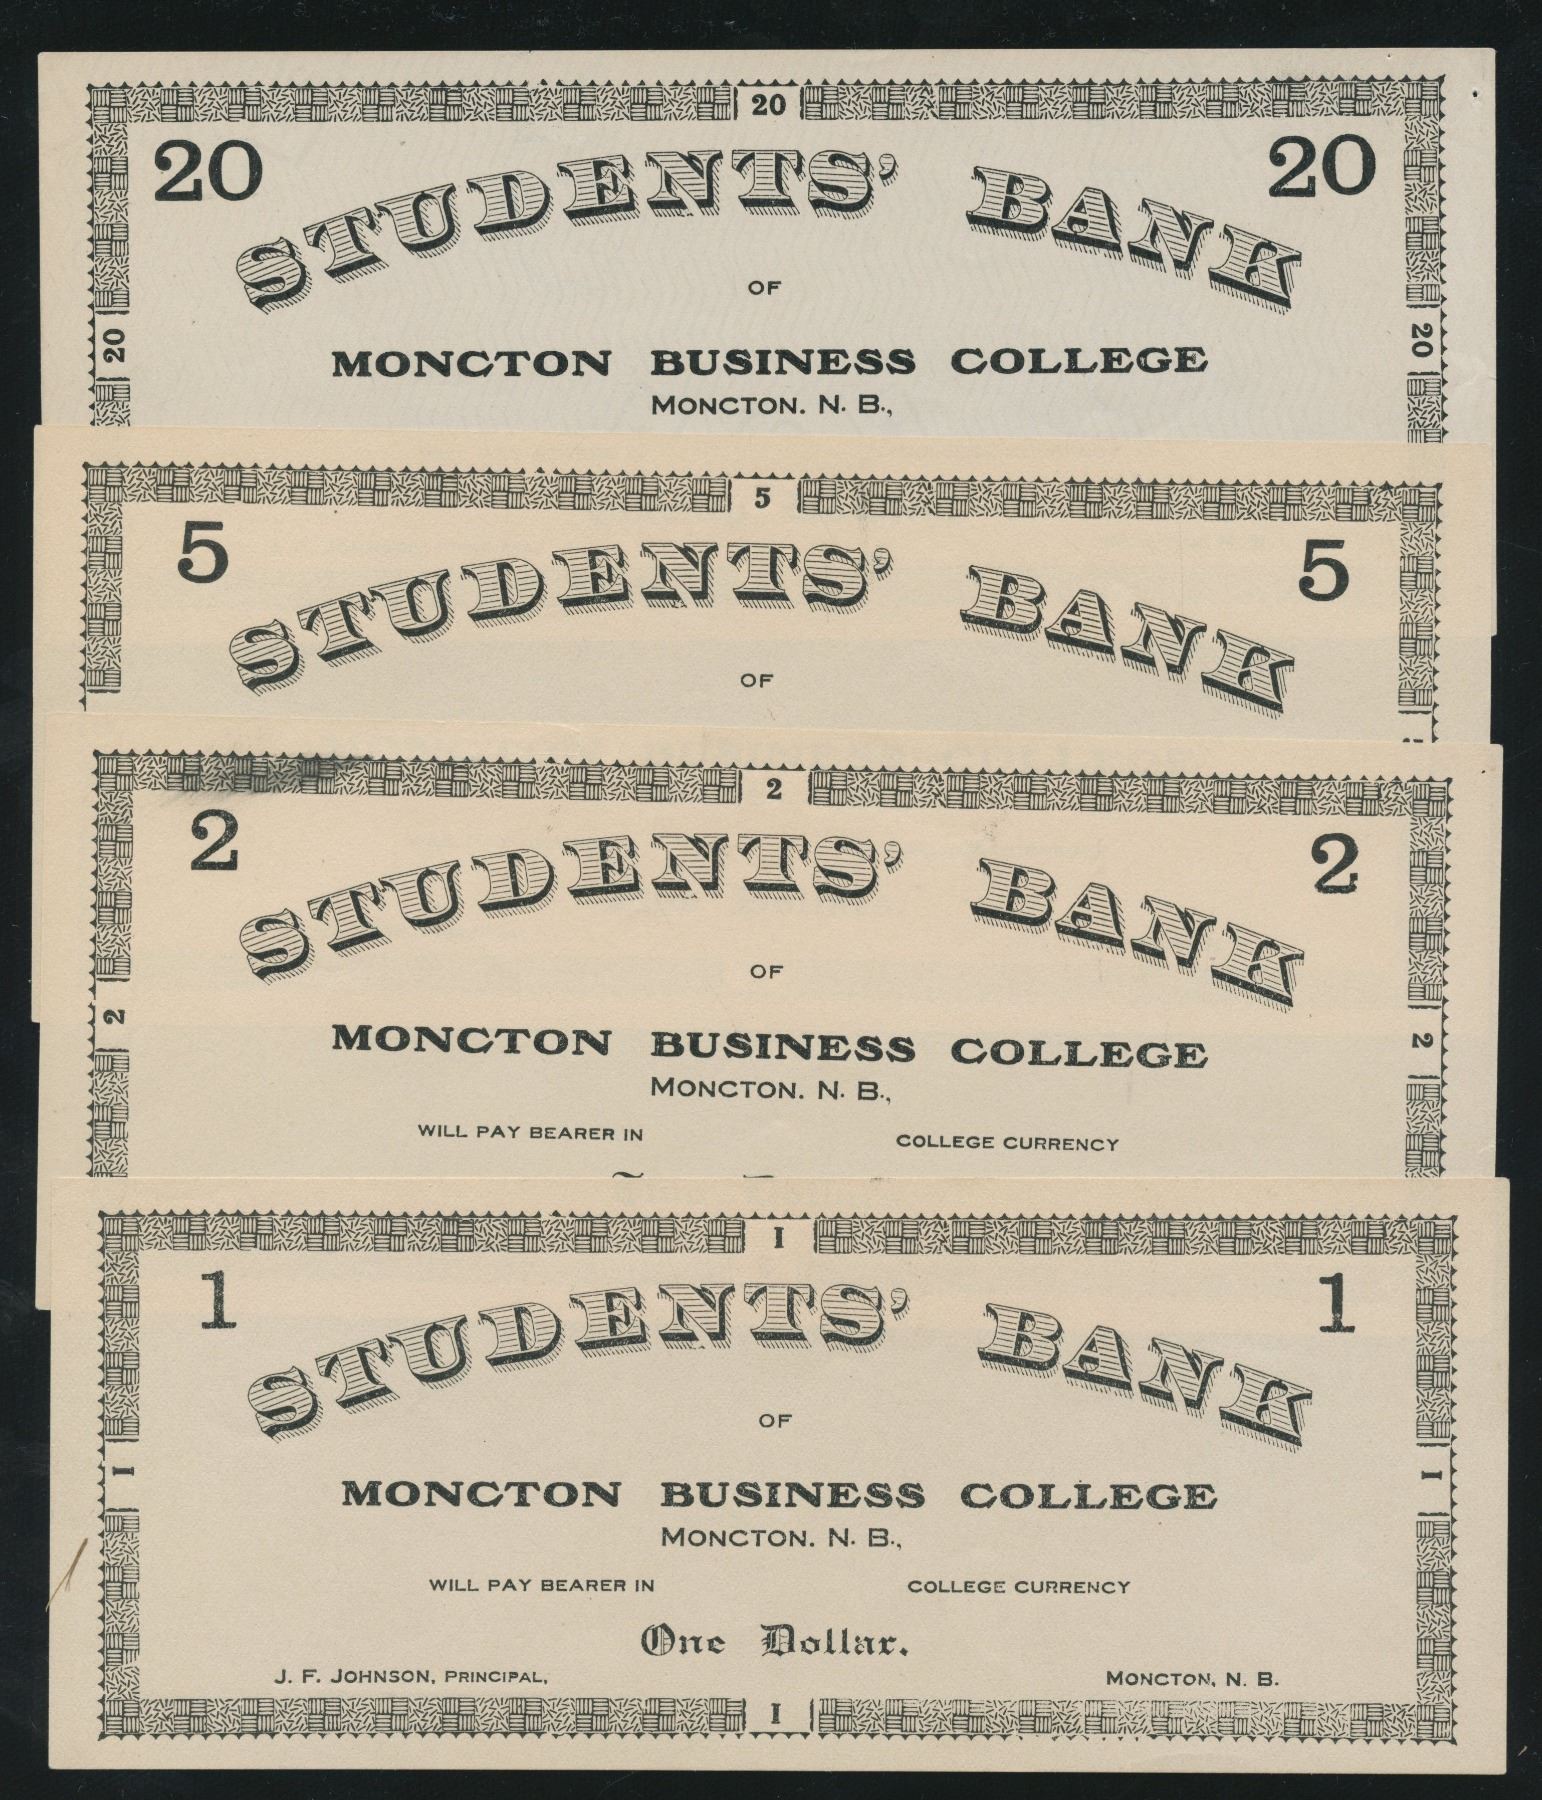 20
20 20
STUDENTS' BANK
OF
20 20
MONCTON BUSINESS COLLEGE
MONCTON. N. B.,
5
5 5
STUDENTS' BANK
OF
2
2 2
STUDENTS' BANK
OF
2 2
MONCTON BUSINESS COLLEGE
MONCTON. N. B.,
WILL PAY BEARER IN COLLEGE CURRENCY
I
1 1
STUDENTS' BANK
OF
I I
MONCTON BUSINESS COLLEGE
MONCTON. N. B.,
WILL PAY BEARER IN COLLEGE CURRENCY
One Dollar.
J. F. JOHNSON, PRINCIPAL, MONCTON, N. B.
I